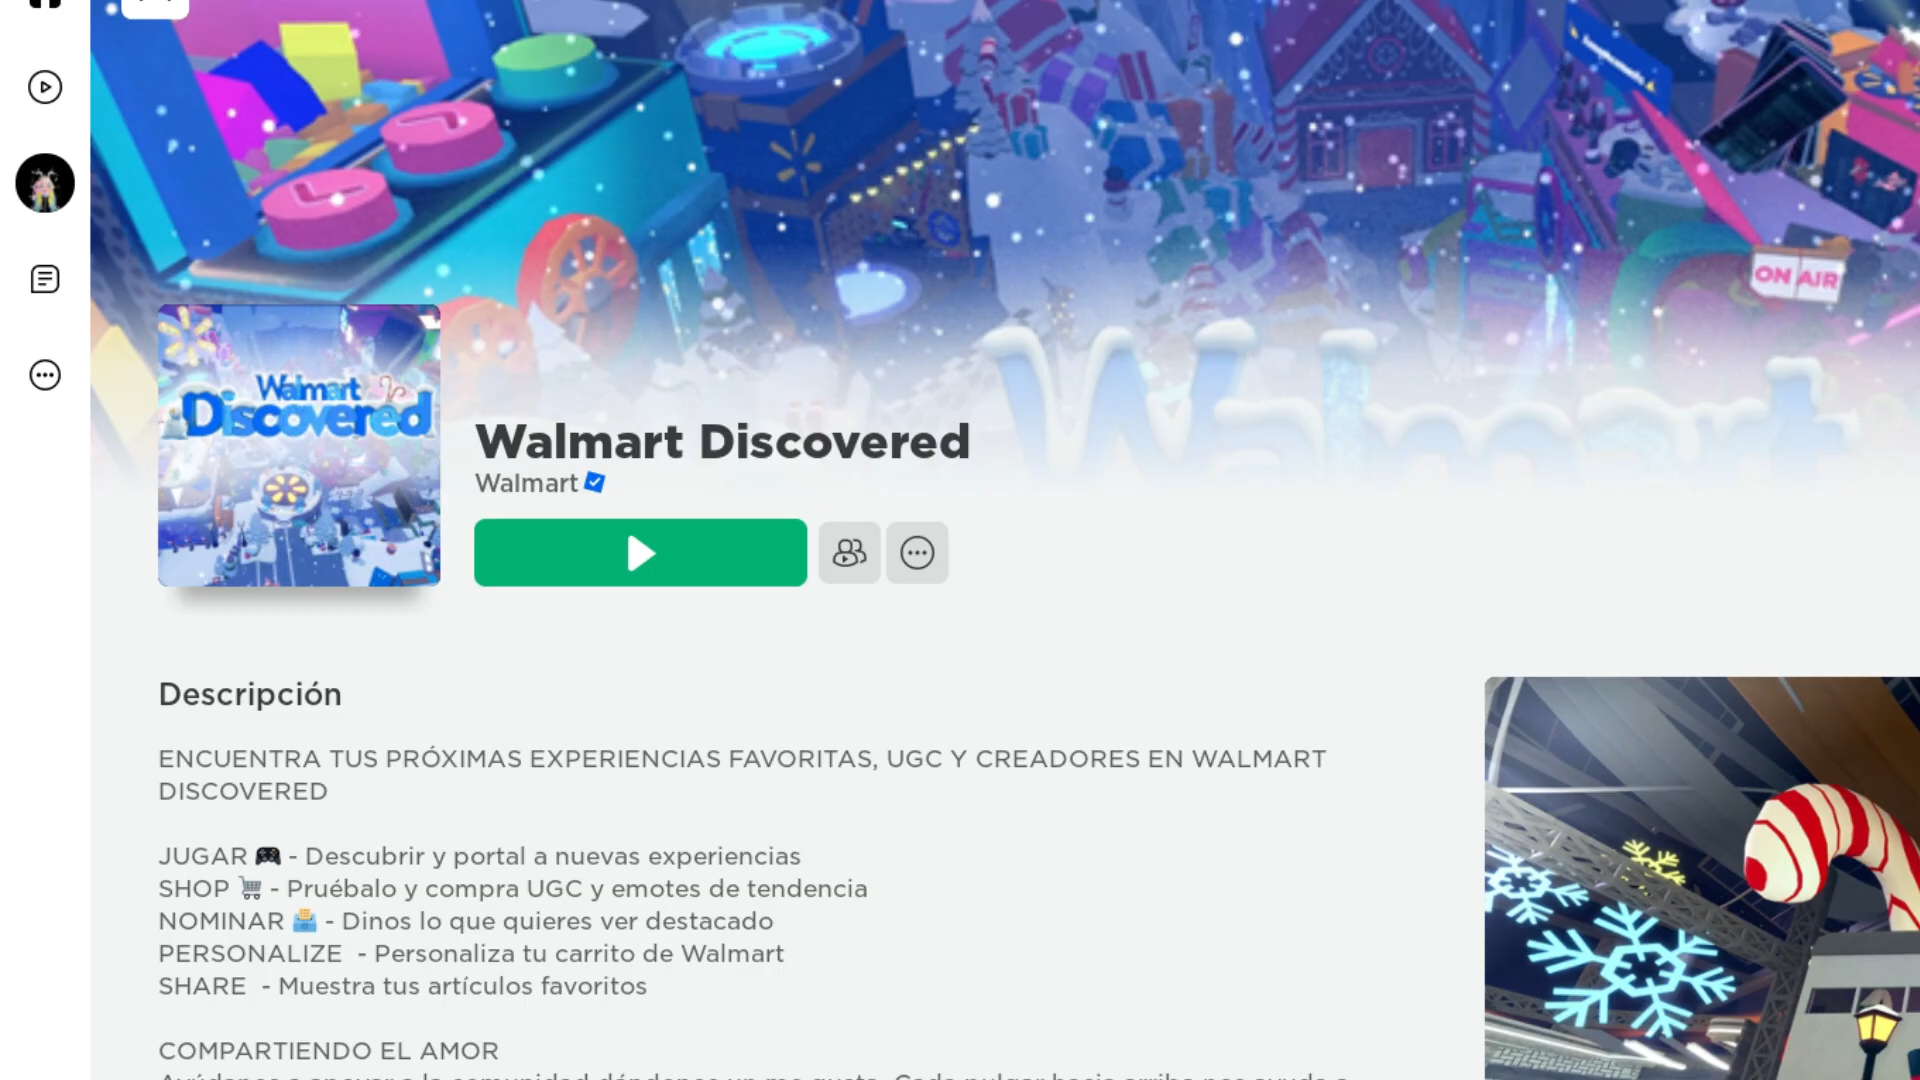 ON AIR
Walmart
Walmart
Discovered
Walmart Discovered
Walmart
Descripción
ENCUENTRA TUS PRÓXIMAS EXPERIENCIAS FAVORITAS, UGC Y CREADORES EN WALMART
DISCOVERED
JUGAR 🎮 - Descubrir y portal a nuevas experiencias
SHOP 🛒 - Pruébalo y compra UGC y emotes de tendencia
NOMINAR 🗳️ - Dinos lo que quieres ver destacado
PERSONALIZE - Personaliza tu carrito de Walmart
SHARE - Muestra tus artículos favoritos
COMPARTIENDO EL AMOR